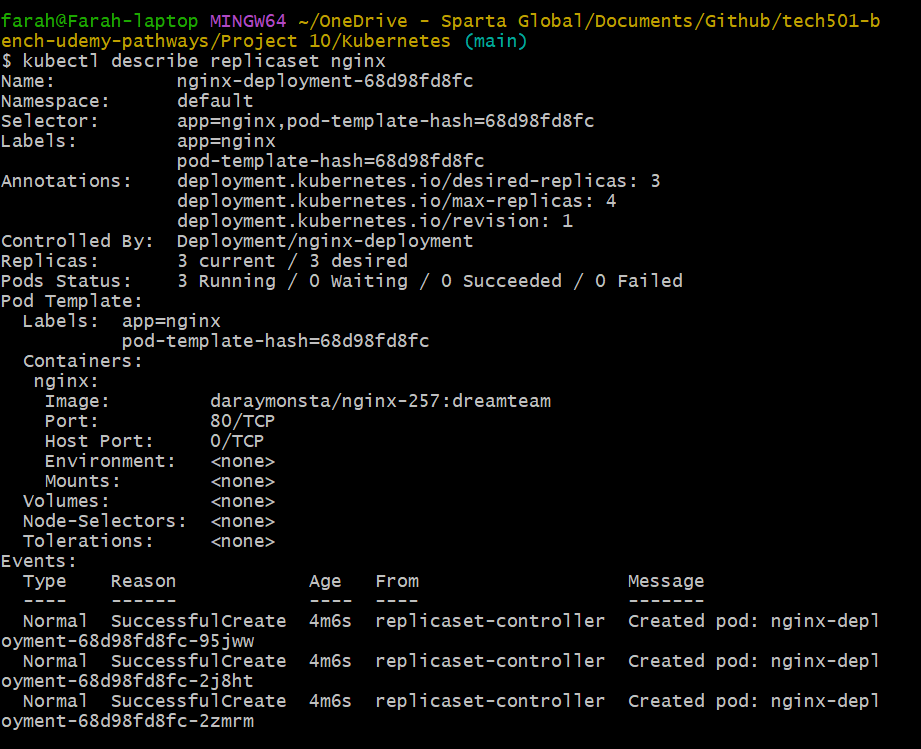 farah@Farah-laptop MINGW64 ~/OneDrive - Sparta Global/Documents/Github/tech501-b
ench-udemy-pathways/Project 10/Kubernetes (main)
$ kubectl describe replicaset nginx
Name:           nginx-deployment-68d98fd8fc
Namespace:      default
Selector:       app=nginx,pod-template-hash=68d98fd8fc
Labels:         app=nginx
                pod-template-hash=68d98fd8fc
Annotations:    deployment.kubernetes.io/desired-replicas: 3
                deployment.kubernetes.io/max-replicas: 4
                deployment.kubernetes.io/revision: 1
Controlled By:  Deployment/nginx-deployment
Replicas:       3 current / 3 desired
Pods Status:    3 Running / 0 Waiting / 0 Succeeded / 0 Failed
Pod Template:
  Labels:  app=nginx
           pod-template-hash=68d98fd8fc
  Containers:
   nginx:
    Image:         daraymonsta/nginx-257:dreamteam
    Port:          80/TCP
    Host Port:     0/TCP
    Environment:   <none>
    Mounts:        <none>
  Volumes:         <none>
  Node-Selectors:  <none>
  Tolerations:     <none>
Events:
  Type    Reason            Age   From                   Message
  ----    ------            ----  ----                   -------
  Normal  SuccessfulCreate  4m6s  replicaset-controller  Created pod: nginx-depl
oyment-68d98fd8fc-95jww
  Normal  SuccessfulCreate  4m6s  replicaset-controller  Created pod: nginx-depl
oyment-68d98fd8fc-2j8ht
  Normal  SuccessfulCreate  4m6s  replicaset-controller  Created pod: nginx-depl
oyment-68d98fd8fc-2zmrm